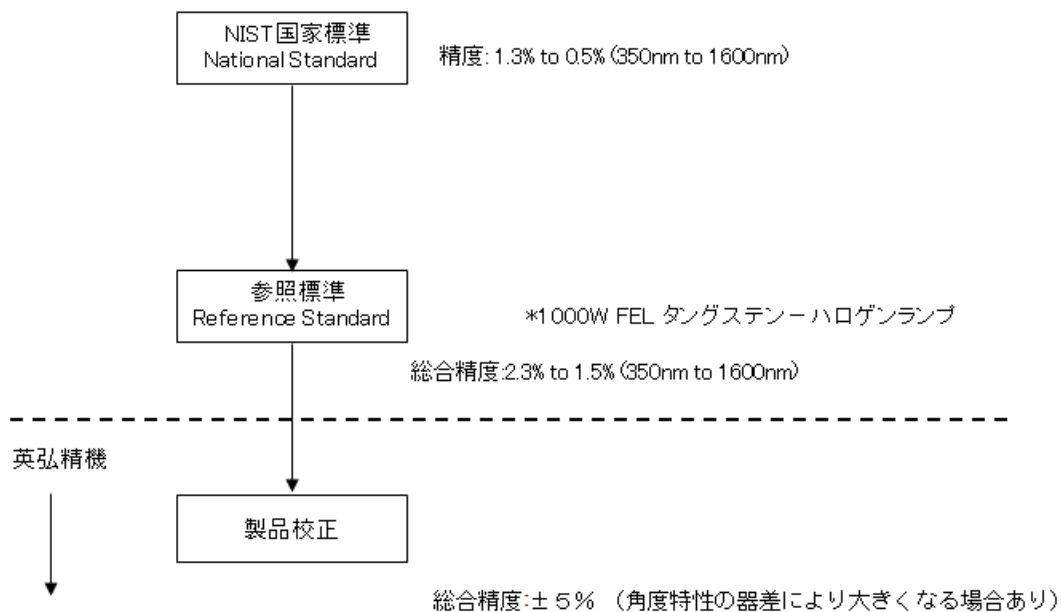 NIST国家標準
National Standard
精度: 1.3% to 0.5% (350nm to 1600nm)
参照標準
Reference Standard
*1000W FEL タングステンーハロゲンランプ
総合精度:2.3% to 1.5% (350nm to 1600nm)
英弘精機
製品校正
総合精度:±5% (角度特性の器差により大きくなる場合あり)